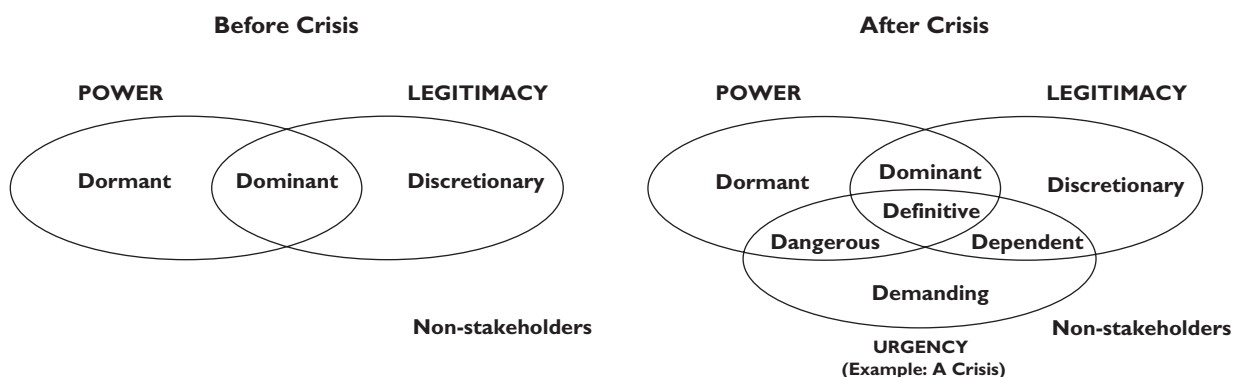 Before Crisis
POWER
LEGITIMACY
Dormant
Dominant
Discretionary
Non-stakeholders
After Crisis
POWER
LEGITIMACY
Dormant
Dominant
Discretionary
Definitive
Dangerous
Dependent
Demanding
Non-stakeholders
URGENCY
(Example: A Crisis)